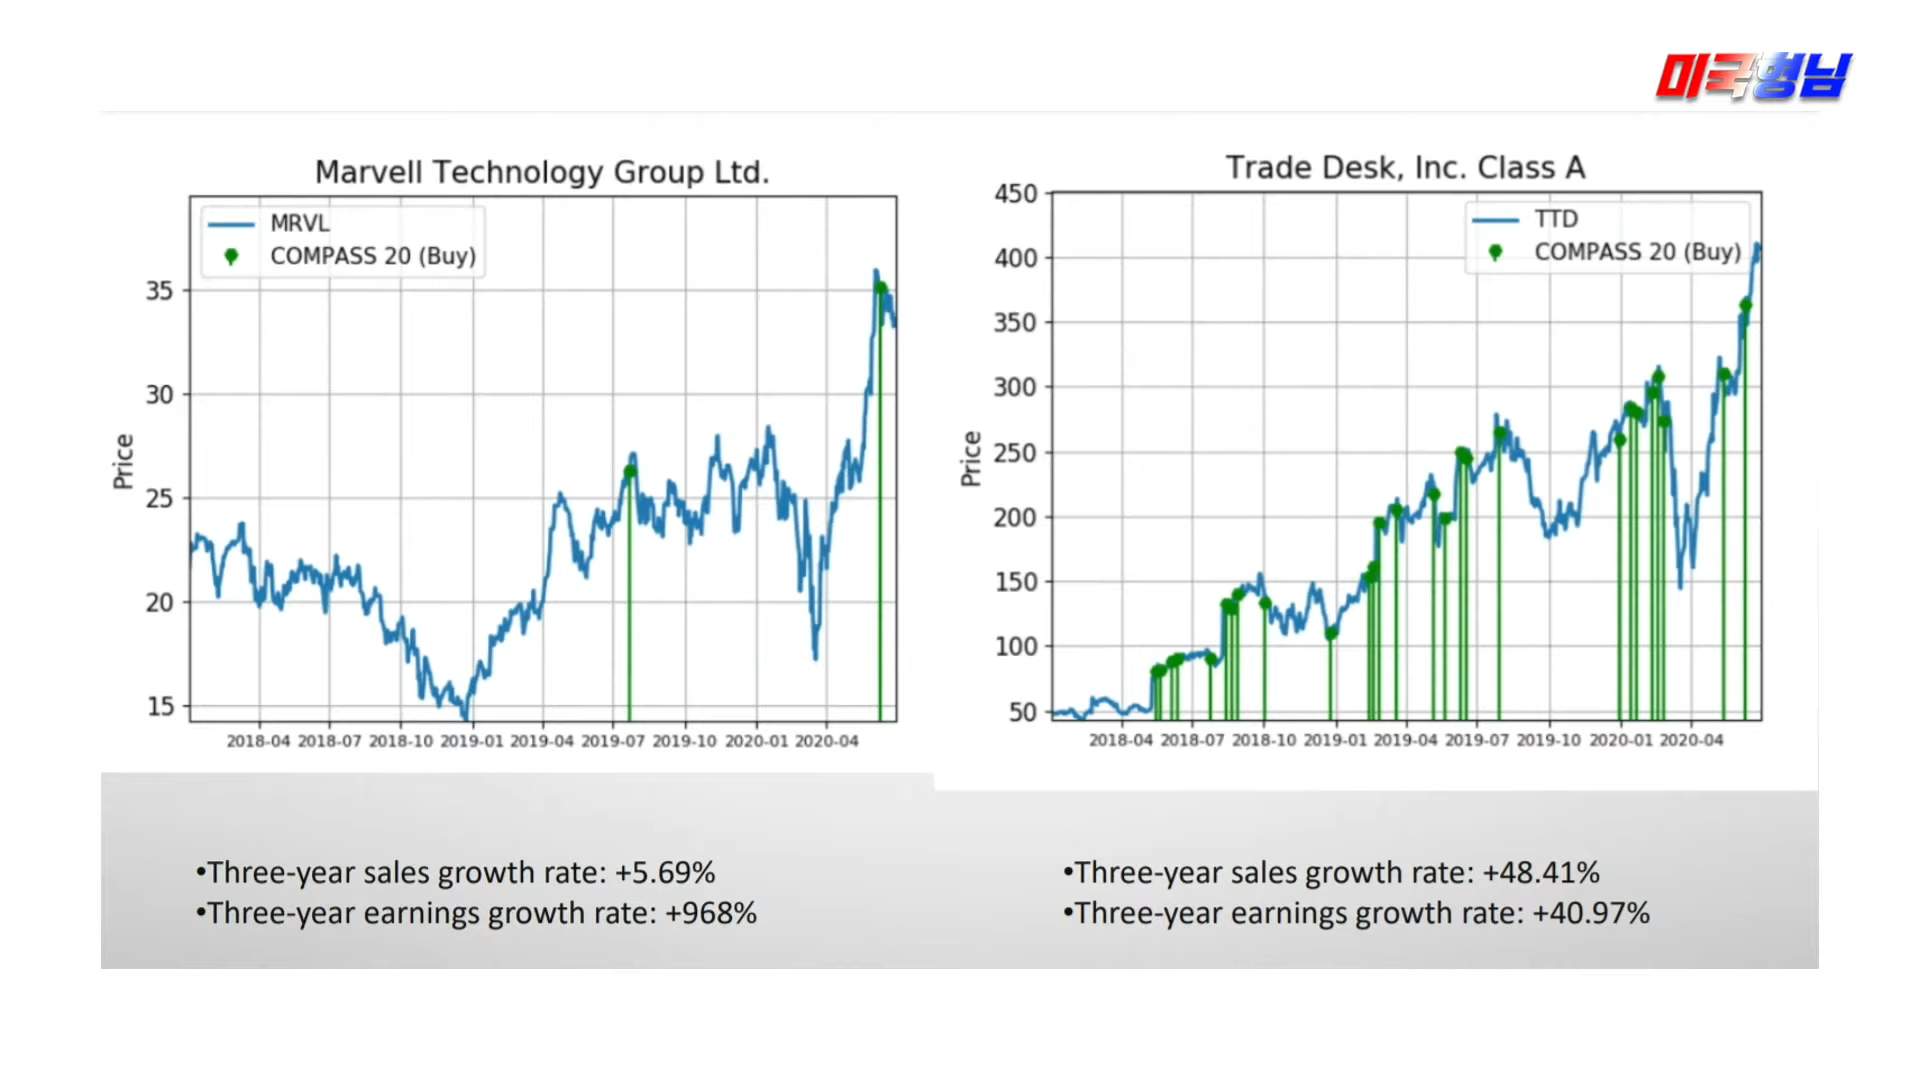 미국형님
Marvell Technology Group Ltd.
MRVL
COMPASS 20 (Buy)
Price
35
30
25
20
15
2018-04 2018-07 2018-10 2019-01 2019-04 2019-07 2019-10 2020-01 2020-04
•Three-year sales growth rate: +5.69%
•Three-year earnings growth rate: +968%
Trade Desk, Inc. Class A
TTD
COMPASS 20 (Buy)
Price
450
400
350
300
250
200
150
100
50
2018-04 2018-07 2018-10 2019-01 2019-04 2019-07 2019-10 2020-01 2020-04
•Three-year sales growth rate: +48.41%
•Three-year earnings growth rate: +40.97%